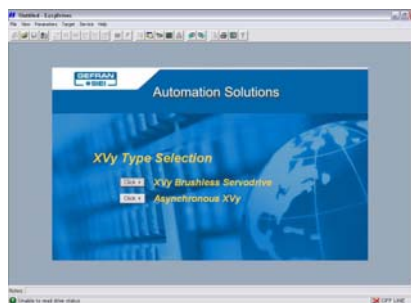 Untitled - EasyDrives
File View Parameters Target Service Help
GEFRAN
SIEI
Automation Solutions
XVy Type Selection
Click XVy Brushless Servodrive
Click Asynchronous XVy
Notes
Unable to read drive status OFF LINE